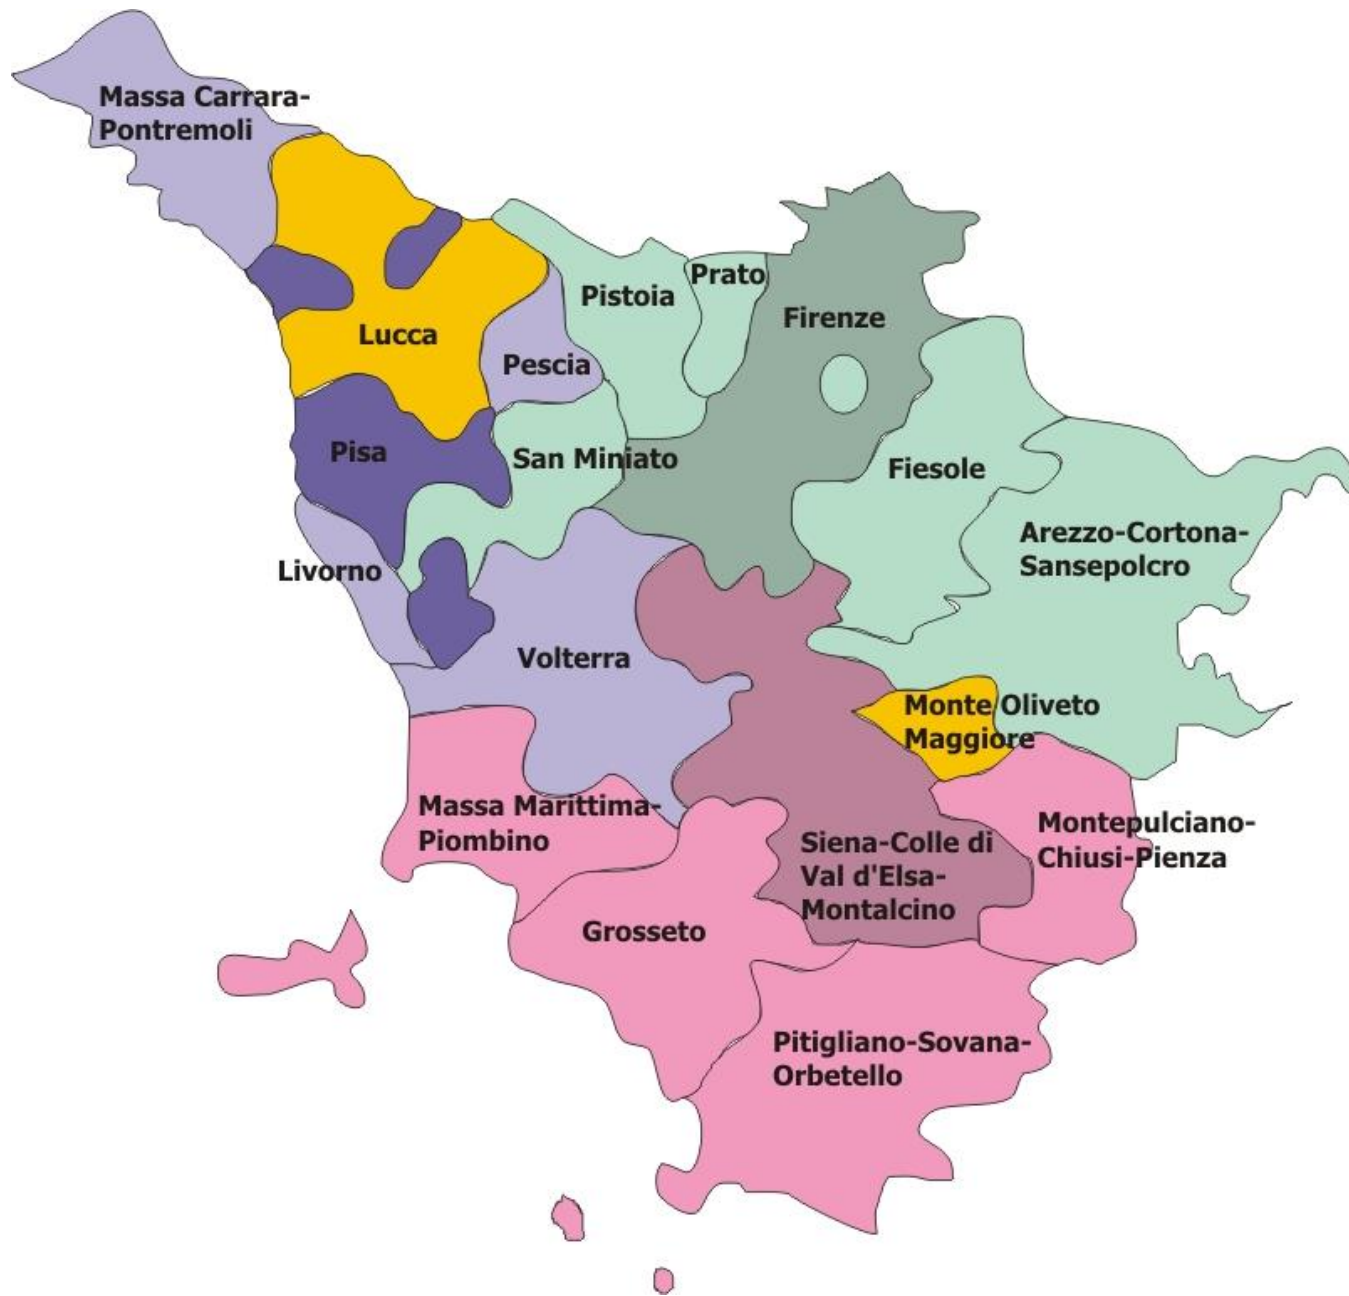 Massa Carrara-
Pontremoli
Prato
Pistoia
Firenze
Lucca
Pescia
Pisa
San Miniato
Fiesole
Arezzo-Cortona-
Sansepolcro
Livorno
Volterra
Monte Oliveto
Maggiore
Massa Marittima-
Piombino
Montepulciano-
Chiusi-Pienza
Siena-Colle di
Val d'Elsa-
Montalcino
Grosseto
Pitigliano-Sovana-
Orbetello